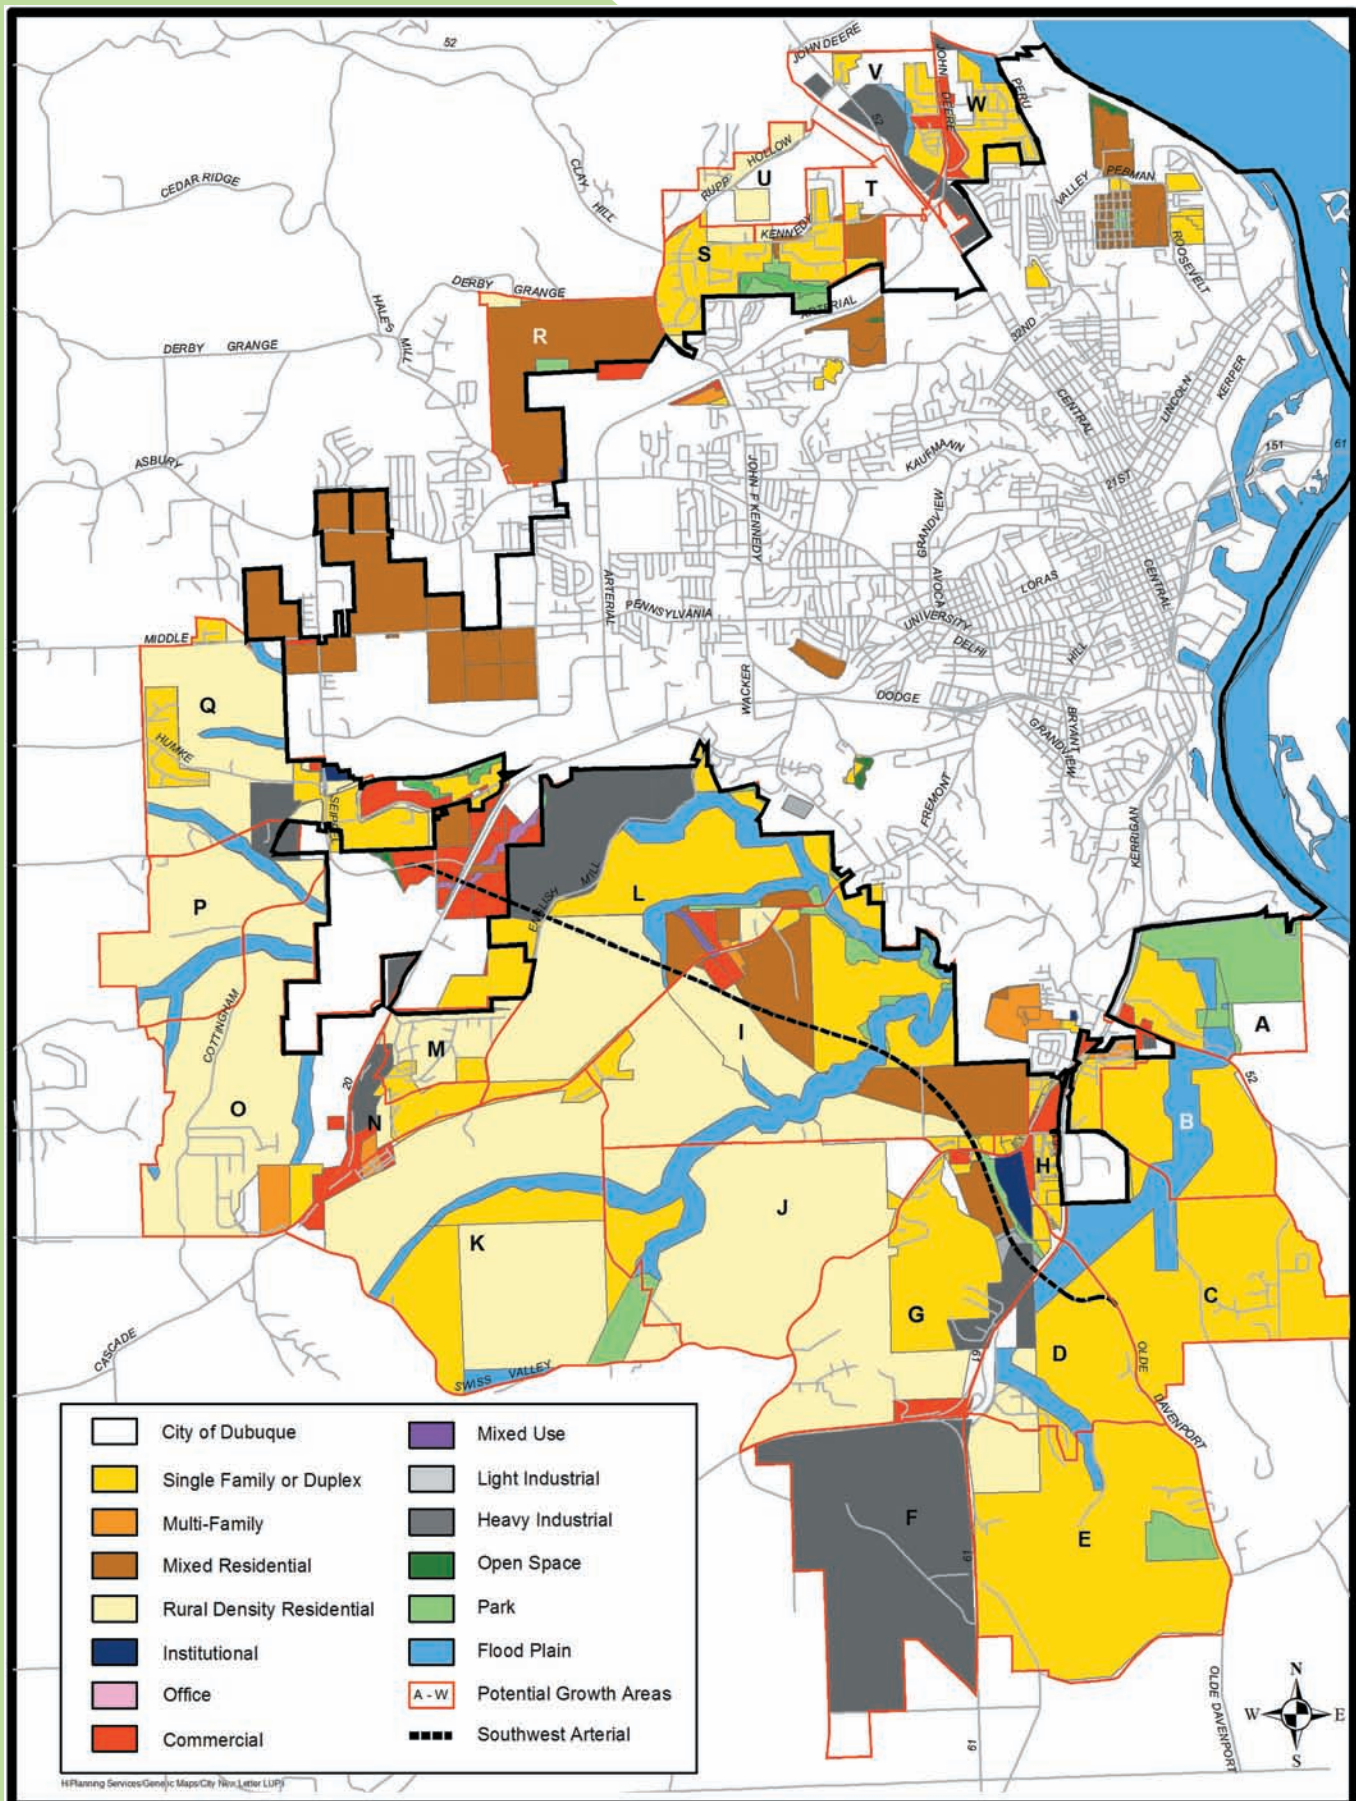 52
JOHN DEERE
V
JOHN DEERE
W
PERU
52
CEDAR RIDGE
CLAY HILL
RUPP HOLLOW
U
T
VALLEY
PEBMAN
KENNEDY
S
ROOSEVELT
DERBY GRANGE
HALE'S MILL
R
ARTERIAL
32ND
DERBY GRANGE
CENTRAL
LINCOLN
KERPER
ASBURY
KAUFMANN
151
61
21ST
JOHN F KENNEDY
GRANDVIEW
ARTERIAL
PENNSYLVANIA
AVOCA
LORAS
CENTRAL
UNIVERSITY
DELHI
HILL
MIDDLE
WACKER
DODGE
Q
GRANDVIEW
BRYANT
HUMKE
SEIPPEL
FREMONT
KERRIGAN
ENGLISH MILL
L
P
COTTINGHAM
A
I
M
20
52
O
N
B
H
J
K
C
G
D
CASCADE
61
OLDE DAVENPORT
SWISS VALLEY
F
E
61
City of Dubuque
Single Family or Duplex
Multi-Family
Mixed Residential
Rural Density Residential
Institutional
Office
Commercial
Mixed Use
Light Industrial
Heavy Industrial
Open Space
Park
Flood Plain
A - W Potential Growth Areas
Southwest Arterial
61
OLDE DAVENPORT
N
W E
S